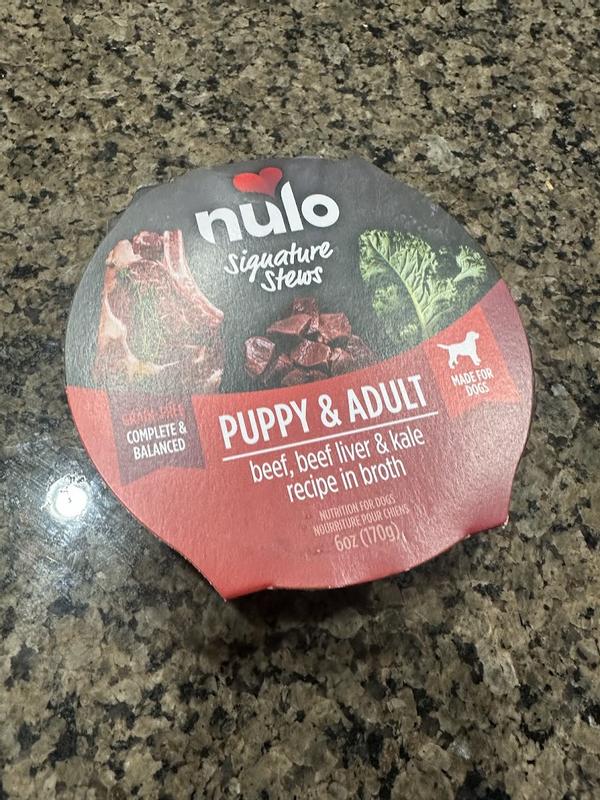 nulo
Signature
Stews
GRAIN-FREE
COMPLETE &
BALANCED
MADE FOR
DOGS
PUPPY & ADULT
beef, beef liver & kale
recipe in broth
NUTRITION FOR DOGS
NOURRITURE POUR CHIENS
6oz (170g)